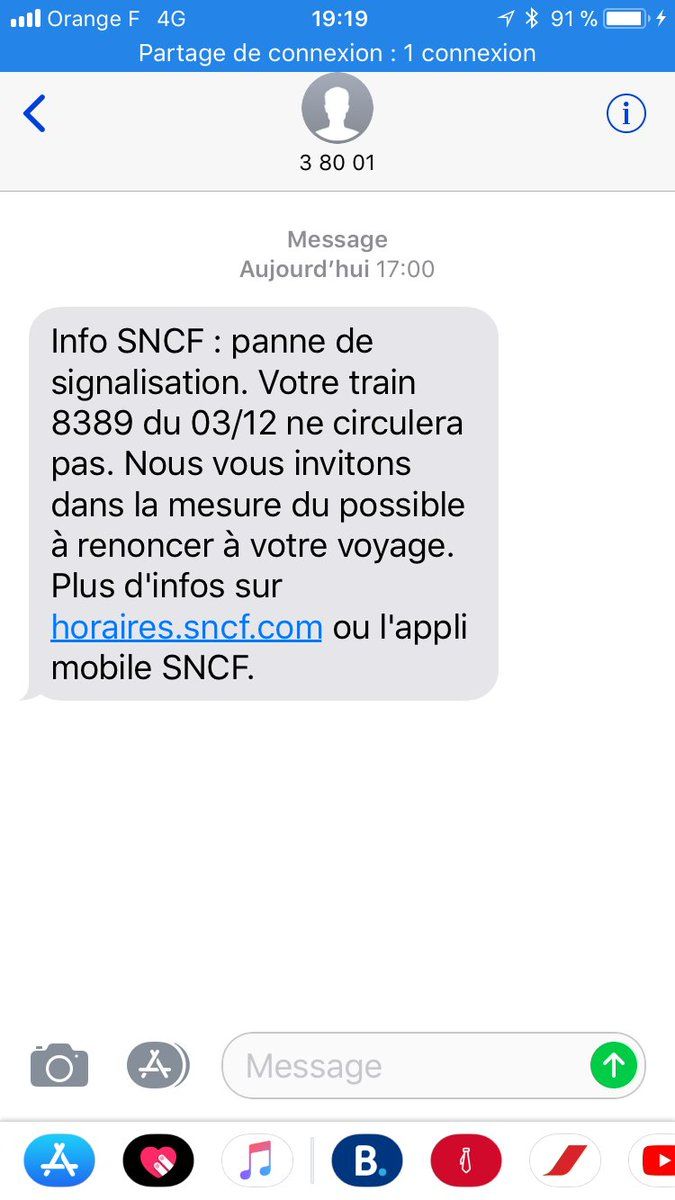 Orange F 4G 19:19 91 %
Partage de connexion : 1 connexion
3 80 01
Message
Aujourd’hui 17:00
Info SNCF : panne de
signalisation. Votre train
8389 du 03/12 ne circulera
pas. Nous vous invitons
dans la mesure du possible
à renoncer à votre voyage.
Plus d'infos sur
horaires.sncf.com ou l'appli
mobile SNCF.
Message
B.